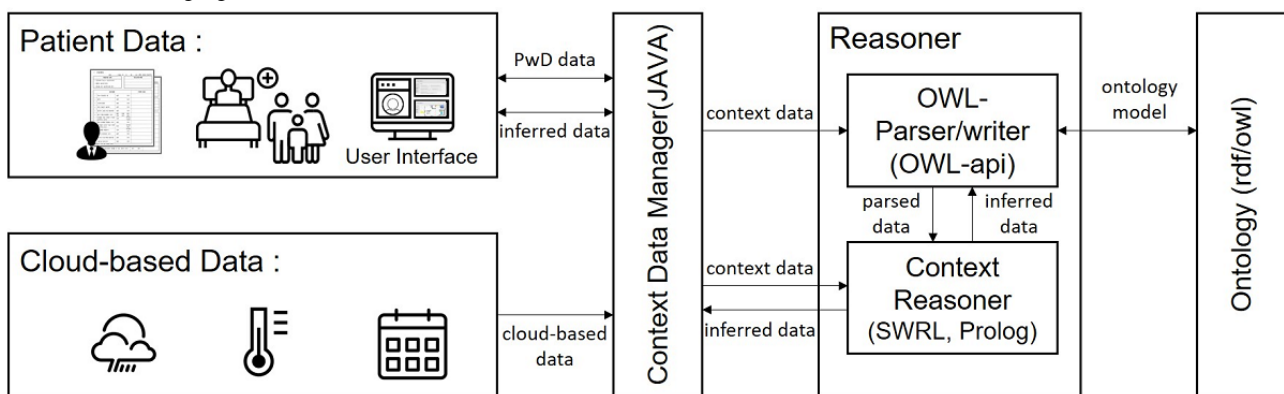 Patient Data :
User Interface
PwD data
inferred data
Cloud-based Data :
cloud-based
data
Context Data Manager(JAVA)
context data
context data
inferred data
Reasoner
OWL-
Parser/writer
(OWL-api)
parsed
data
inferred
data
Context
Reasoner
(SWRL, Prolog)
ontology
model
Ontology (rdf/owl)